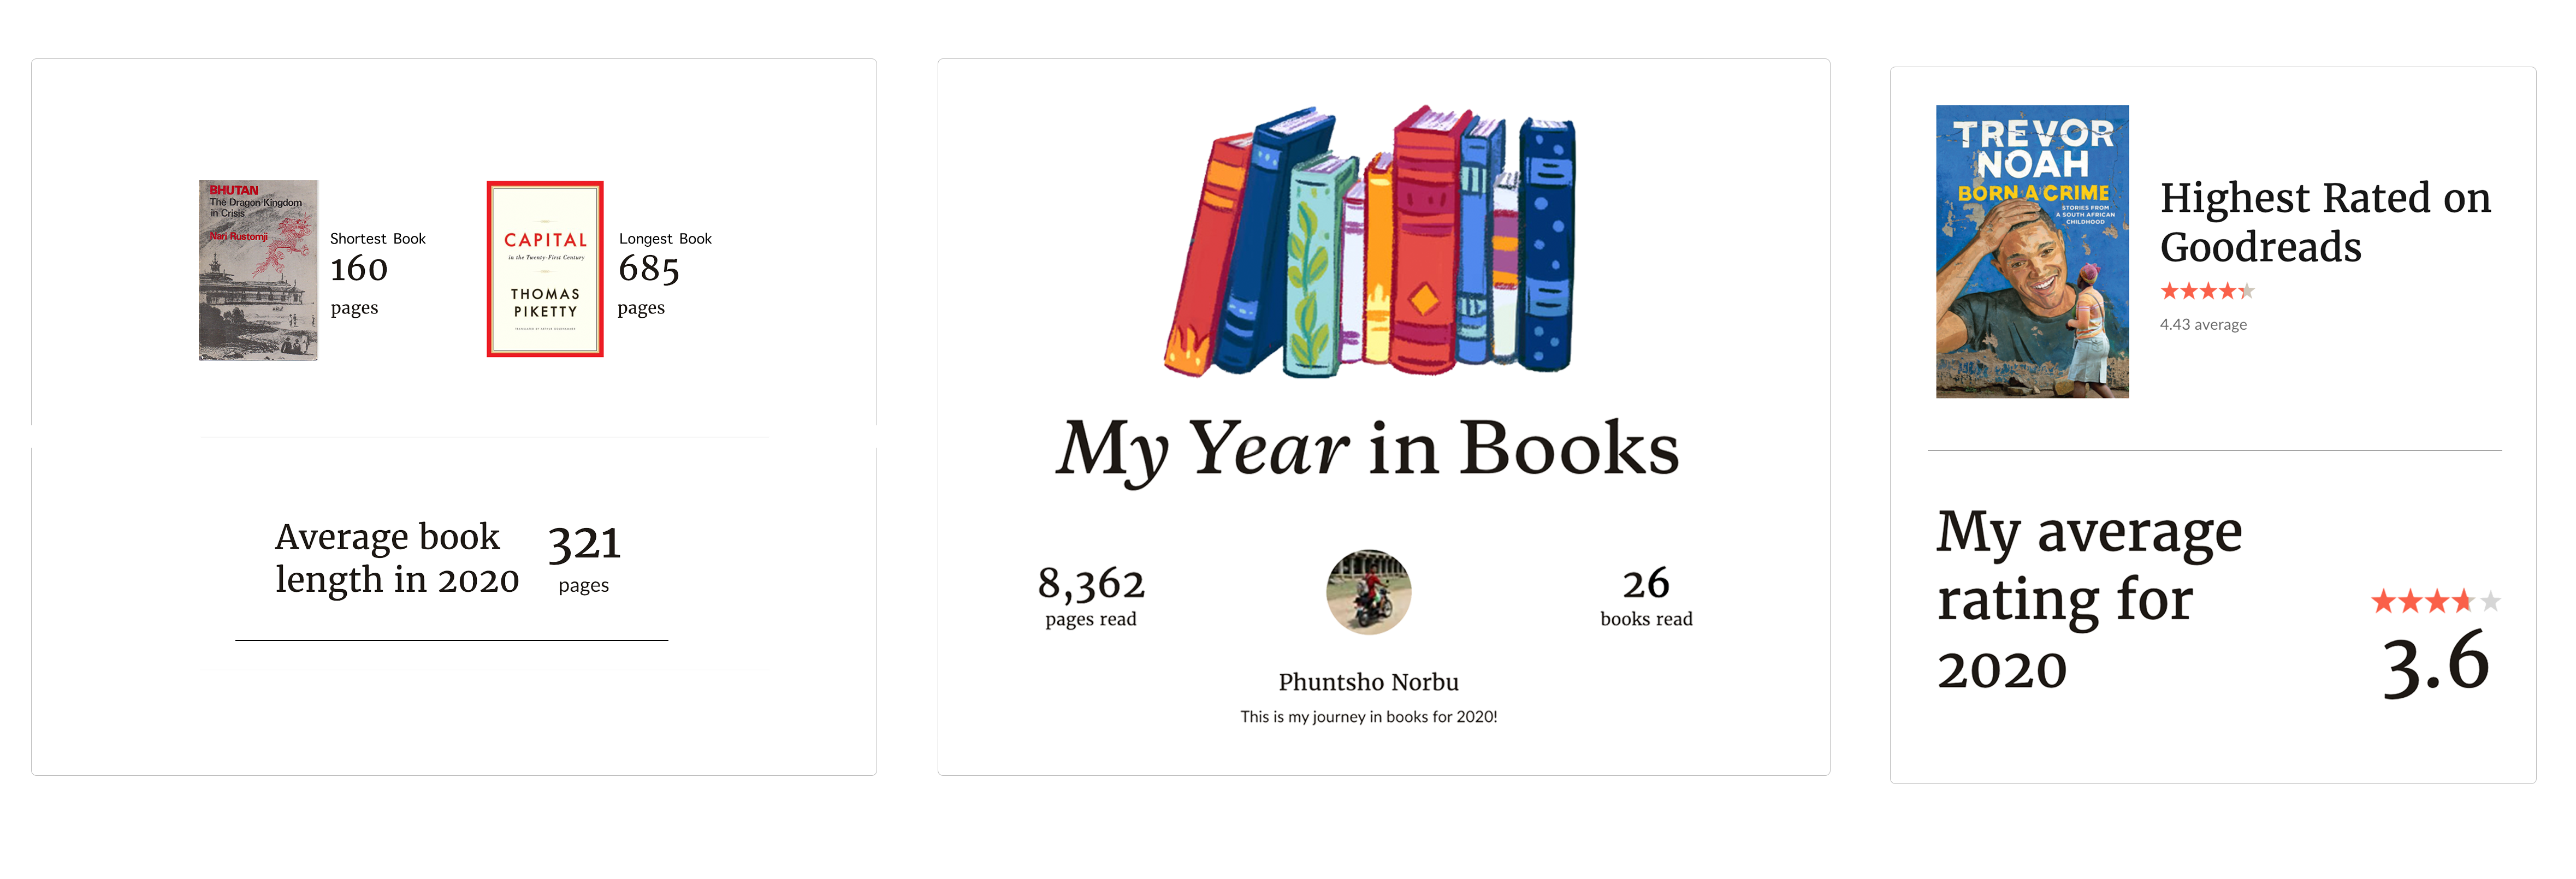 BHUTAN
The Dragon Kingdom
in Crisis
Nari Rustomji
Shortest Book
160
pages
CAPITAL
in the Twenty-First Century
THOMAS
PIKETTY
Longest Book
685
pages
Average book
length in 2020
321
pages
My Year in Books
8,362
pages read
26
books read
Phuntsho Norbu
This is my journey in books for 2020!
TREVOR
NOAH
BORN A CRIME
STORIES FROM
A SOUTH AFRICAN
CHILDHOOD
Highest Rated on
Goodreads
4.43 average
My average
rating for
2020
3.6